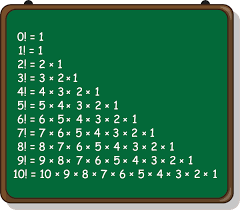 0! = 1
1! = 1
2! = 2 × 1
3! = 3 × 2 × 1
4! = 4 × 3 × 2 × 1
5! = 5 × 4 × 3 × 2 × 1
6! = 6 × 5 × 4 × 3 × 2 × 1
7! = 7 × 6 × 5 × 4 × 3 × 2 × 1
8! = 8 × 7 × 6 × 5 × 4 × 3 × 2 × 1
9! = 9 × 8 × 7 × 6 × 5 × 4 × 3 × 2 × 1
10! = 10 × 9 × 8 × 7 × 6 × 5 × 4 × 3 × 2 × 1